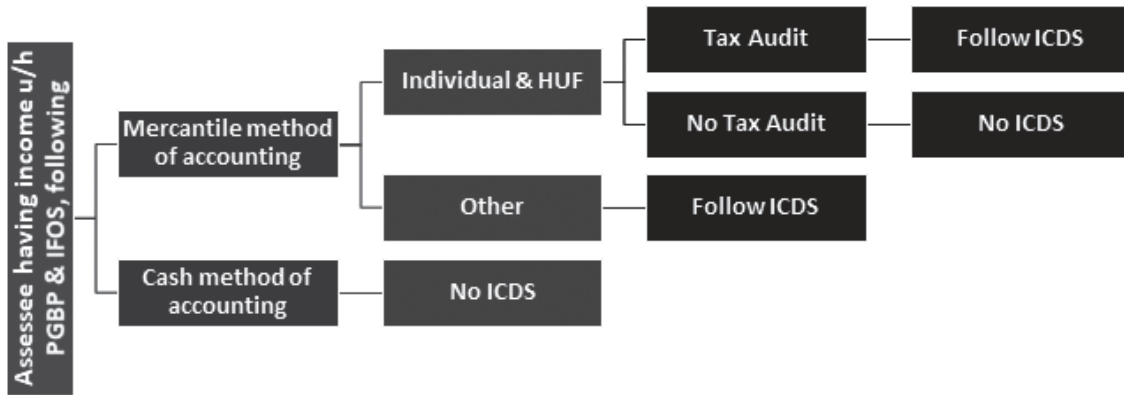 Assessee having income u/h
PGBP & IFOS, following
Mercantile method
of accounting
Individual & HUF
Tax Audit
Follow ICDS
No Tax Audit
No ICDS
Other
Follow ICDS
Cash method of
accounting
No ICDS